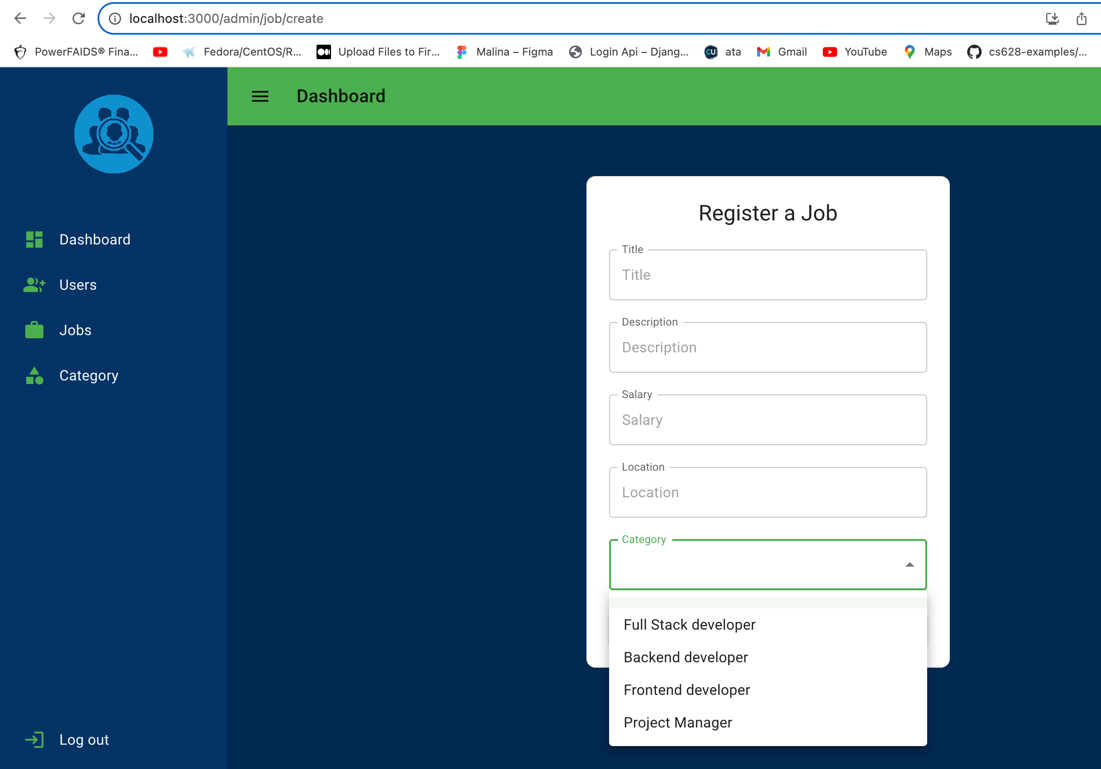 localhost:3000/admin/job/create
PowerFAIDS® Fina... Fedora/CentOS/R... Upload Files to Fir... Malina – Figma Login Api – Djang... CU ata Gmail YouTube Maps cs628-examples/...
Dashboard
Dashboard
Users
Jobs
Category
Log out
Register a Job
Title
Title
Description
Description
Salary
Salary
Location
Location
Category
Full Stack developer
Backend developer
Frontend developer
Project Manager